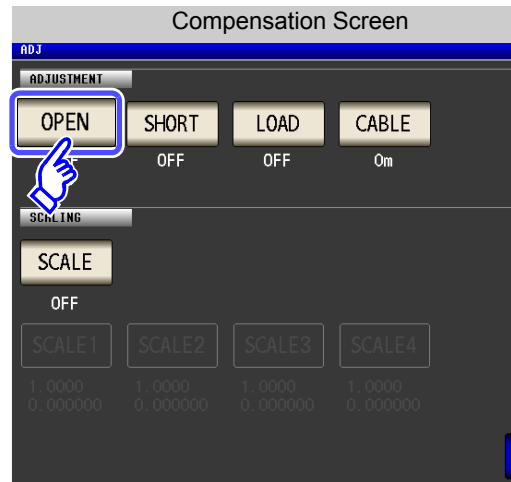 Compensation Screen
ADJ
ADJUSTMENT
OPEN SHORT LOAD CABLE
OFF OFF 0m
SCALING
SCALE
OFF
SCALE1 SCALE2 SCALE3 SCALE4
1.0000 1.0000 1.0000 1.0000
0.000000 0.000000 0.000000 0.000000